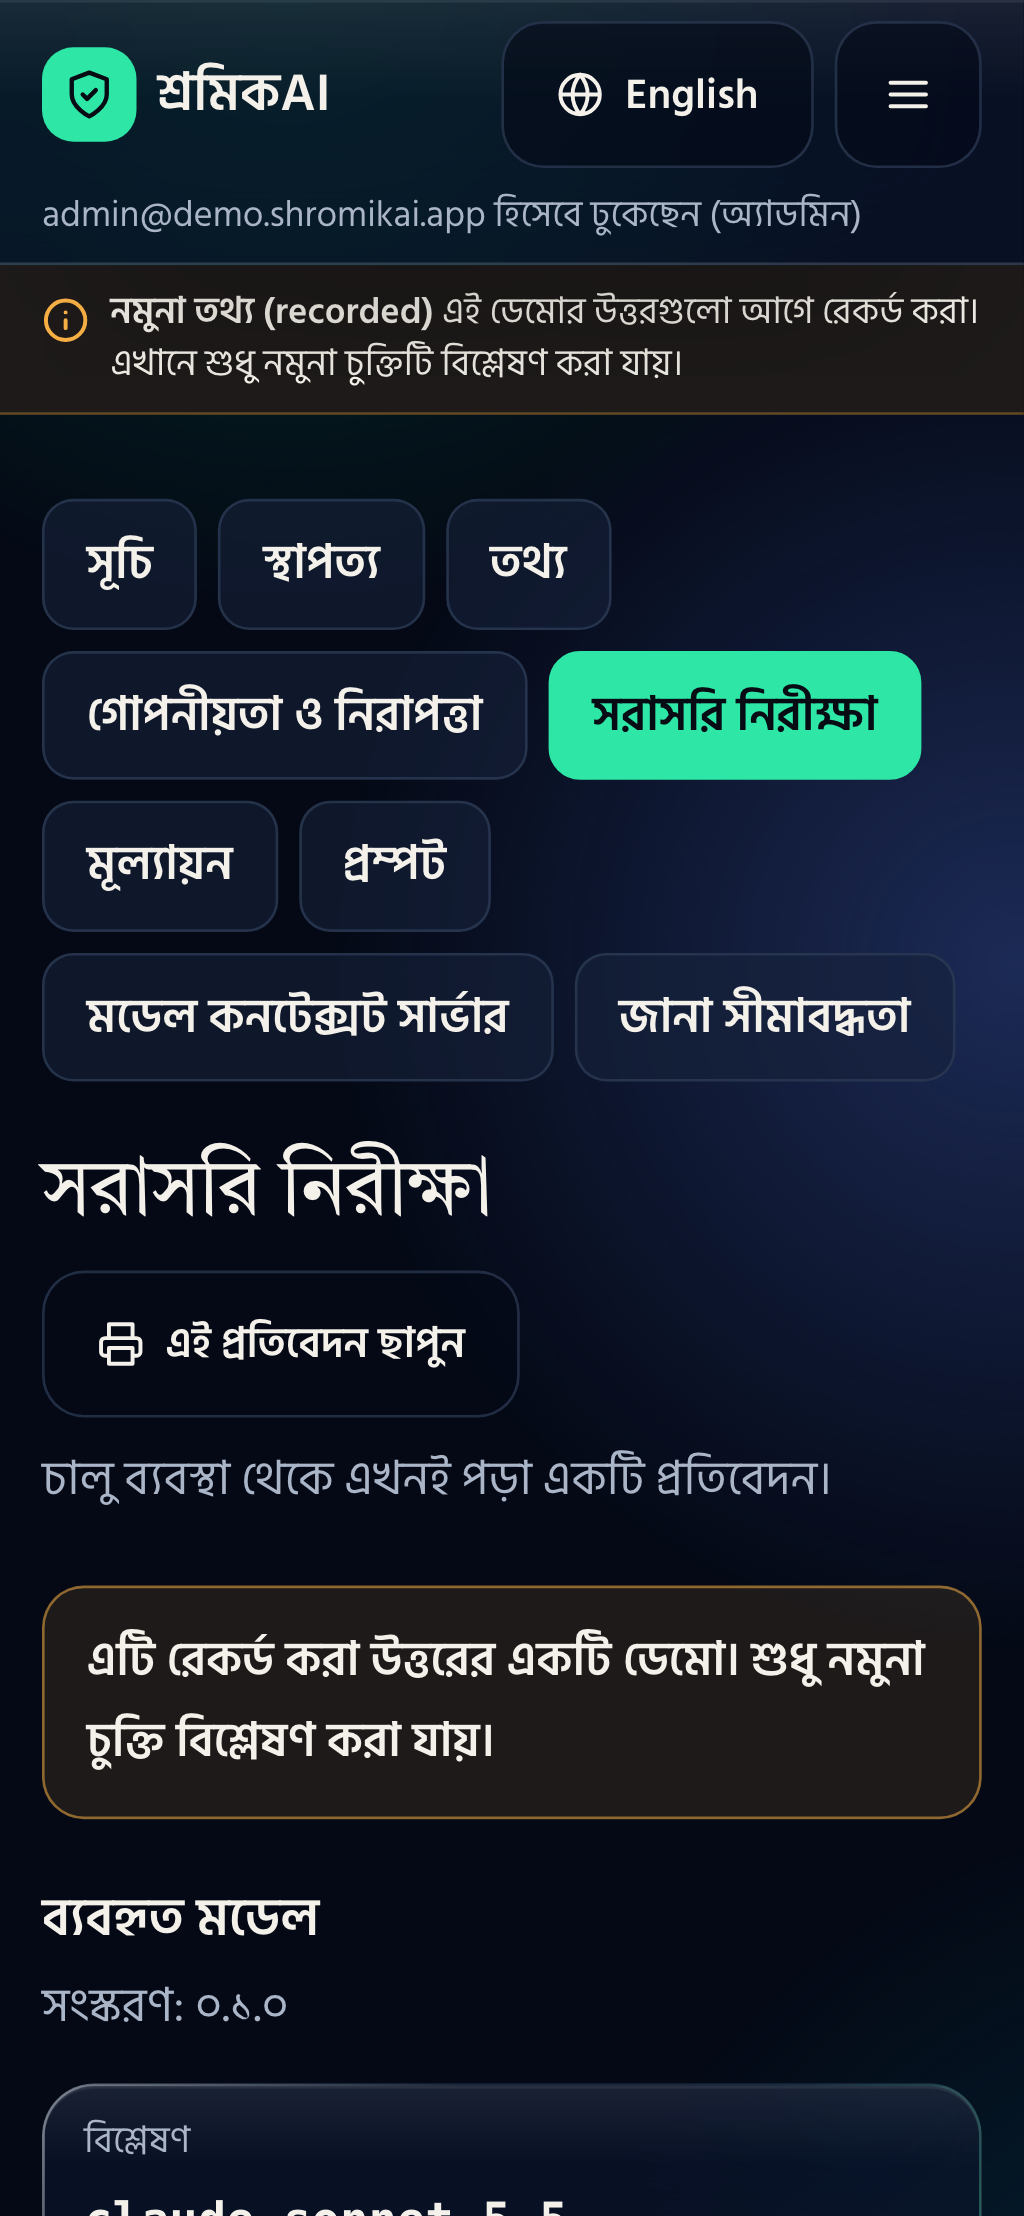 শ্রমিকAI
English
admin@demo.shromikai.app হিসেবে ঢুকেছেন (অ্যাডমিন)
নমুনা তথ্য (recorded) এই ডেমোর উত্তরগুলো আগে রেকর্ড করা।
এখানে শুধু নমুনা চুক্তিটি বিশ্লেষণ করা যায়।
সূচি
স্থাপত্য
তথ্য
গোপনীয়তা ও নিরাপত্তা
সরাসরি নিরীক্ষা
মূল্যায়ন
প্রম্পট
মডেল কনটেক্সট সার্ভার
জানা সীমাবদ্ধতা
সরাসরি নিরীক্ষা
এই প্রতিবেদন ছাপুন
চালু ব্যবস্থা থেকে এখনই পড়া একটি প্রতিবেদন।
এটি রেকর্ড করা উত্তরের একটি ডেমো। শুধু নমুনা
চুক্তি বিশ্লেষণ করা যায়।
ব্যবহৃত মডেল
সংস্করণ: ০.১.০
বিশ্লেষণ